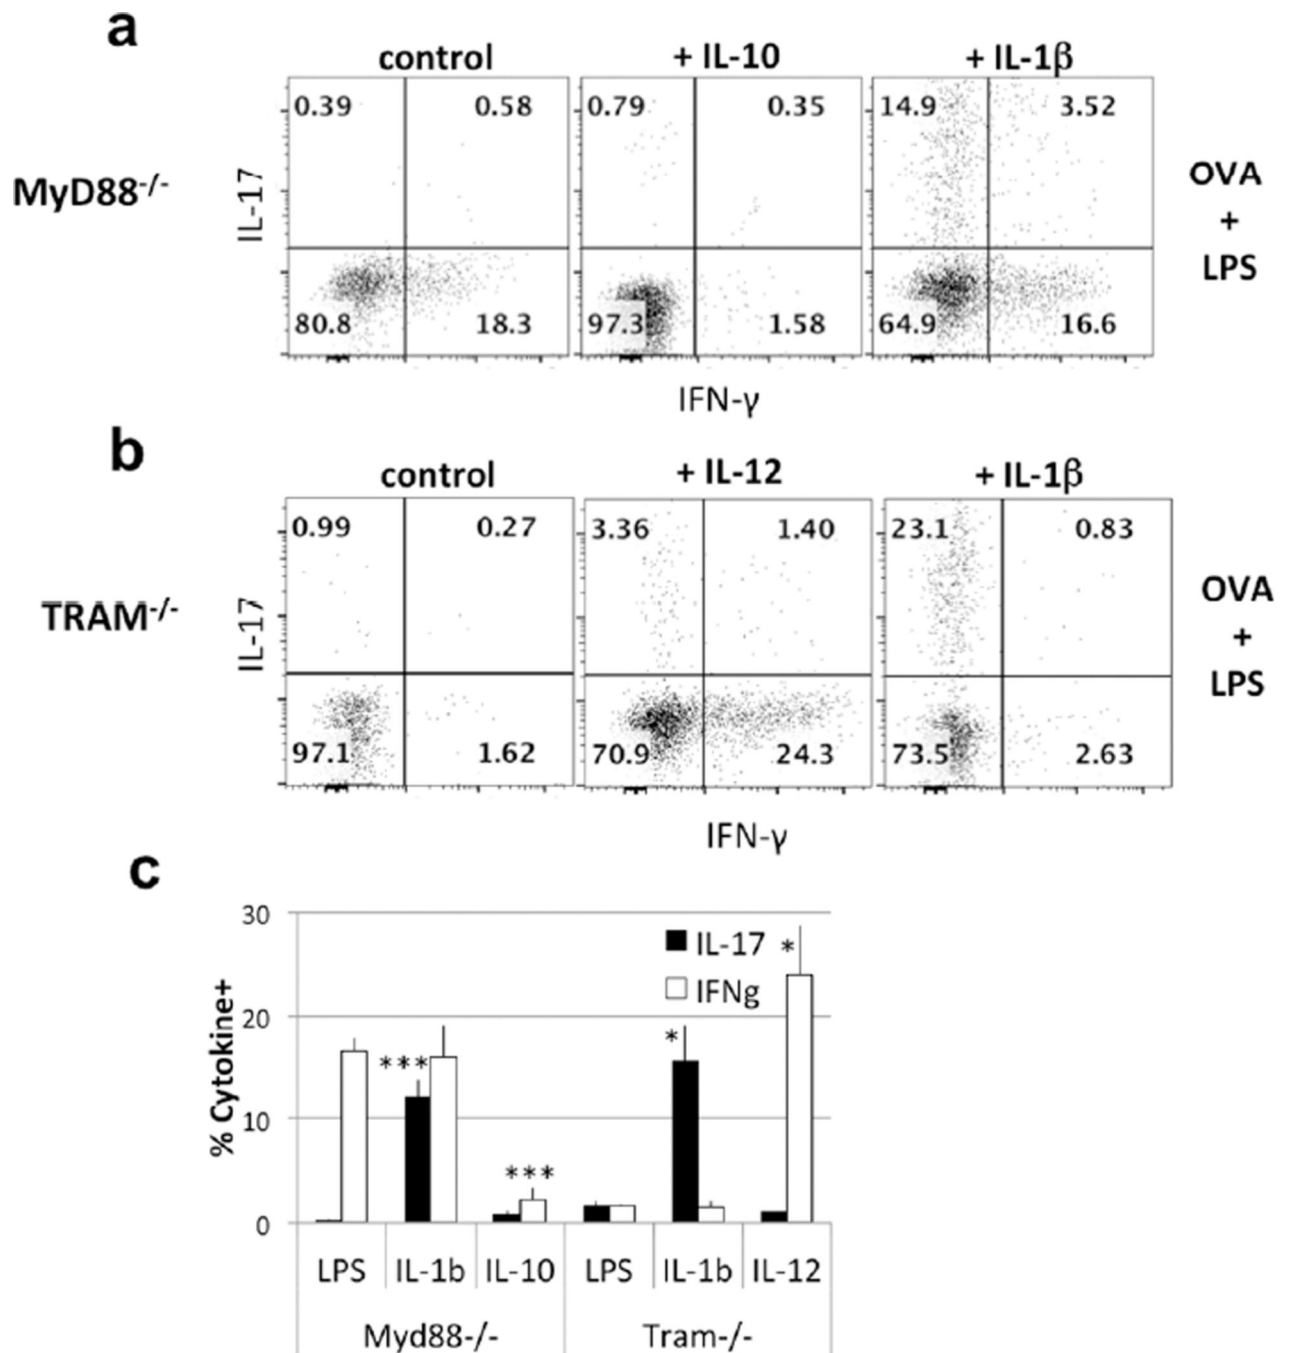 a
control + IL-10 + IL-1β
0.39 0.58 0.79 0.35 14.9 3.52
MyD88-/-
IL-17
OVA
+
LPS
80.8 18.3 97.3 1.58 64.9 16.6
IFN-γ
b
control + IL-12 + IL-1β
0.99 0.27 3.36 1.40 23.1 0.83
TRAM-/-
IL-17
OVA
+
LPS
97.1 1.62 70.9 24.3 73.5 2.63
IFN-γ
c
% Cytokine+
30
20
10
0
IL-17
IFNg
*
*
***
***
LPS IL-1b IL-10 LPS IL-1b IL-12
Myd88-/- Tram-/-